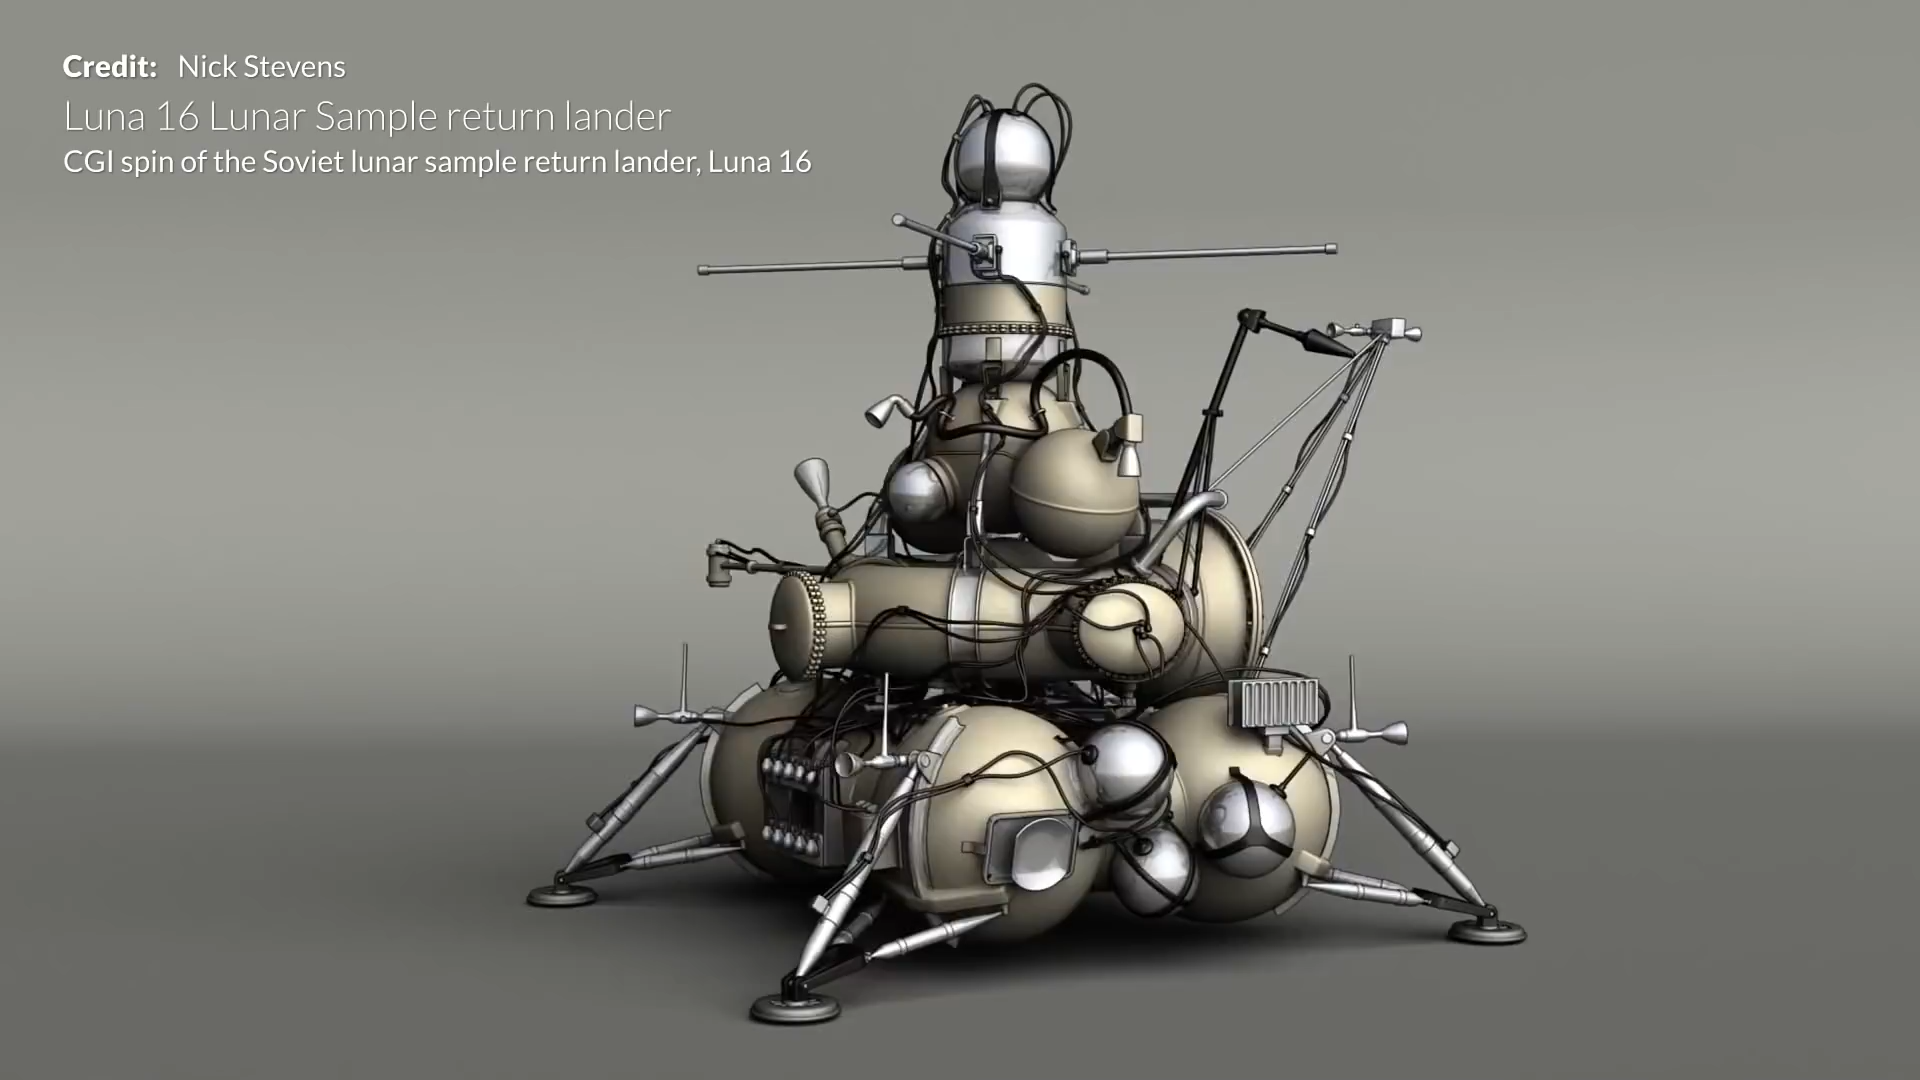 Credit: Nick Stevens
Luna 16 Lunar Sample return lander
CGI spin of the Soviet lunar sample return lander, Luna 16